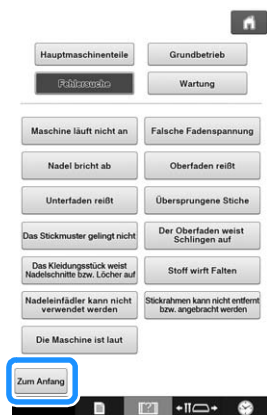 Hauptmaschinenteile
Grundbetrieb
Fehlersuche
Wartung
Maschine läuft nicht an
Falsche Fadenspannung
Nadel bricht ab
Oberfaden reißt
Unterfaden reißt
Übersprungene Stiche
Das Stickmuster gelingt nicht
Der Oberfaden weist
Schlingen auf
Das Kleidungsstück weist
Nadelschnitte bzw. Löcher auf
Stoff wirft Falten
Nadeleinfädler kann nicht
verwendet werden
Stickrahmen kann nicht entfernt
bzw. angebracht werden
Die Maschine ist laut
Zum Anfang